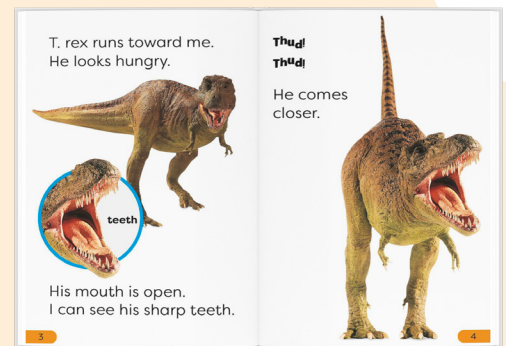 T. rex runs toward me.
He looks hungry.
teeth
His mouth is open.
I can see his sharp teeth.
3
Thud!
Thud!
He comes
closer.
4